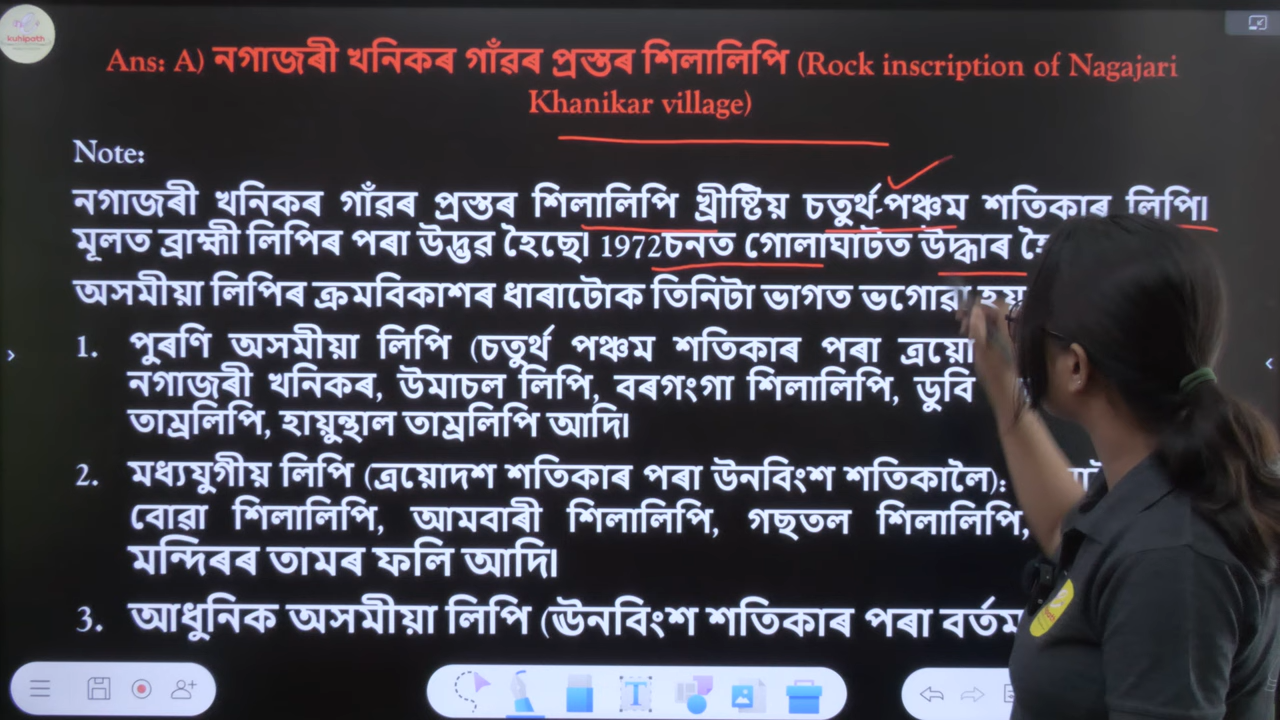 kuhipath
Ans: A) নগাজৰী খনিকৰ গাঁৱৰ প্ৰস্তৰ শিলালিপি (Rock inscription of Nagajari
Khanikar village)
Note:
নগাজৰী খনিকৰ গাঁৱৰ প্ৰস্তৰ শিলালিপি খ্ৰীষ্টিয় চতুৰ্থ-পঞ্চম শতিকাৰ লিপি।
মূলত ব্ৰাহ্মী লিপিৰ পৰা উদ্ভৱ হৈছে। 1972চনত গোলাঘাটত উদ্ধাৰ
অসমীয়া লিপিৰ ক্ৰমবিকাশৰ ধাৰাটোক তিনিটা ভাগত ভগোৱা হয়
1. পুৰণি অসমীয়া লিপি (চতুৰ্থ পঞ্চম শতিকাৰ পৰা
নগাজৰী খনিকৰ, উমাচল লিপি, বৰগংগা শিলালিপি, ডুবি
তাম্ৰলিপি, হায়ুন্থাল তাম্ৰলিপি আদি।
2. মধ্যযুগীয় লিপি (ত্ৰয়োদশ শতিকাৰ পৰা উনবিংশ শতিকালৈ):
বোৱা শিলালিপি, আমবাৰী শিলালিপি, গছতল শিলালিপি,
মন্দিৰৰ তামৰ ফলি আদি।
3. আধুনিক অসমীয়া লিপি (ঊনবিংশ শতিকাৰ পৰা